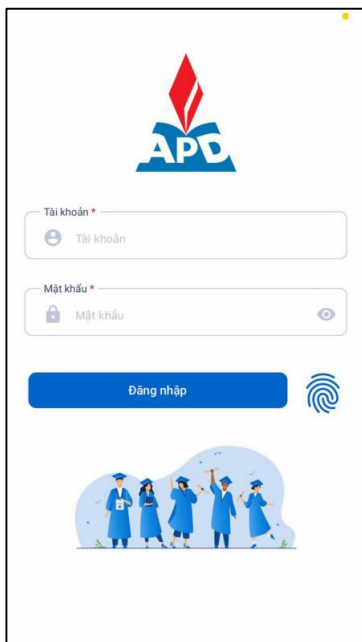 APD
Tài khoản *
Tài khoản
Mật khẩu *
Mật khẩu
Đăng nhập